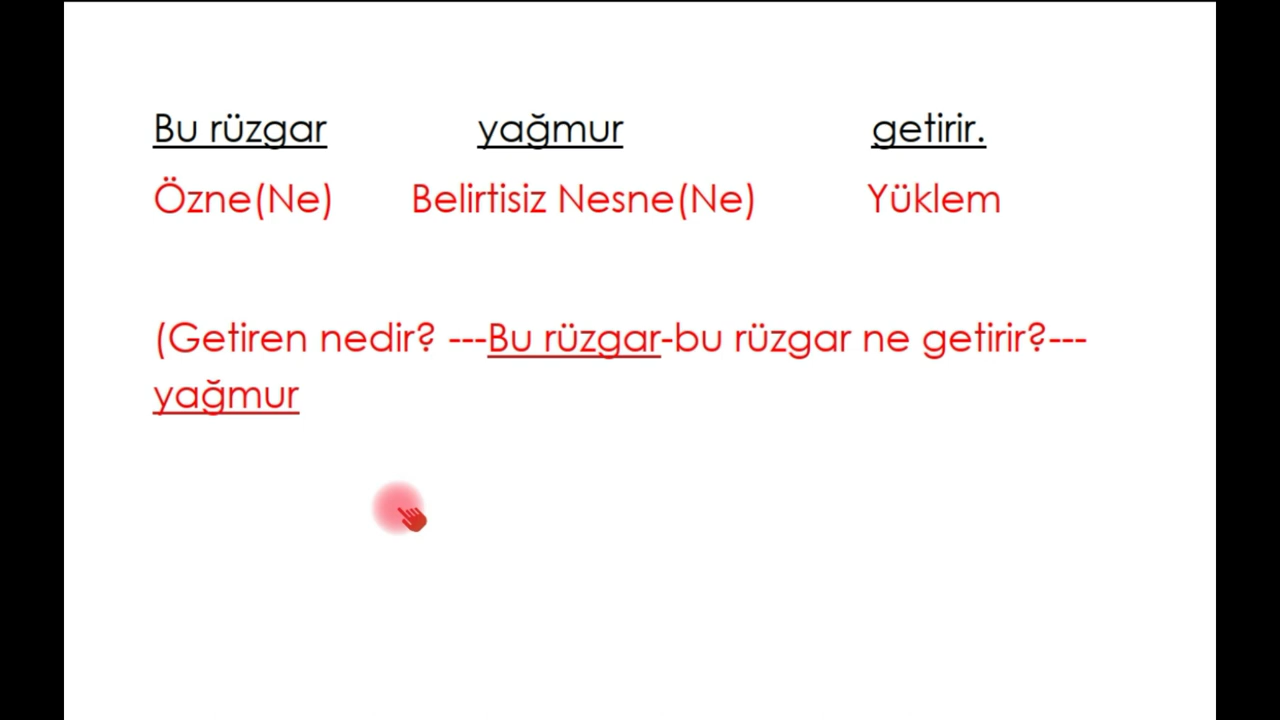 Bu rüzgar yağmur getirir.
Özne(Ne) Belirtisiz Nesne(Ne) Yüklem
(Getiren nedir? ---Bu rüzgar-bu rüzgar ne getirir?---
yağmur